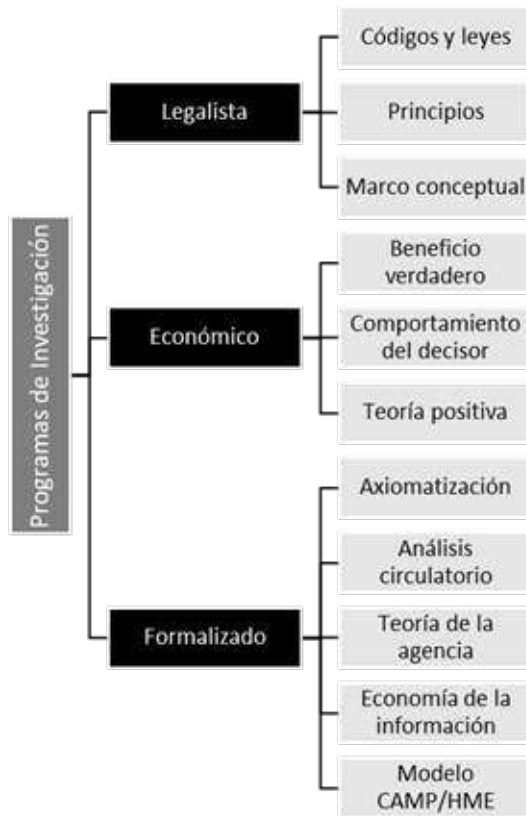 Programas de Investigación
Legalista
Códigos y leyes
Principios
Marco conceptual
Económico
Beneficio
verdadero
Comportamiento
del decisor
Teoría positiva
Formalizado
Axiomatización
Análisis
circulatorio
Teoría de la
agencia
Economía de la
información
Modelo
CAMP/HME